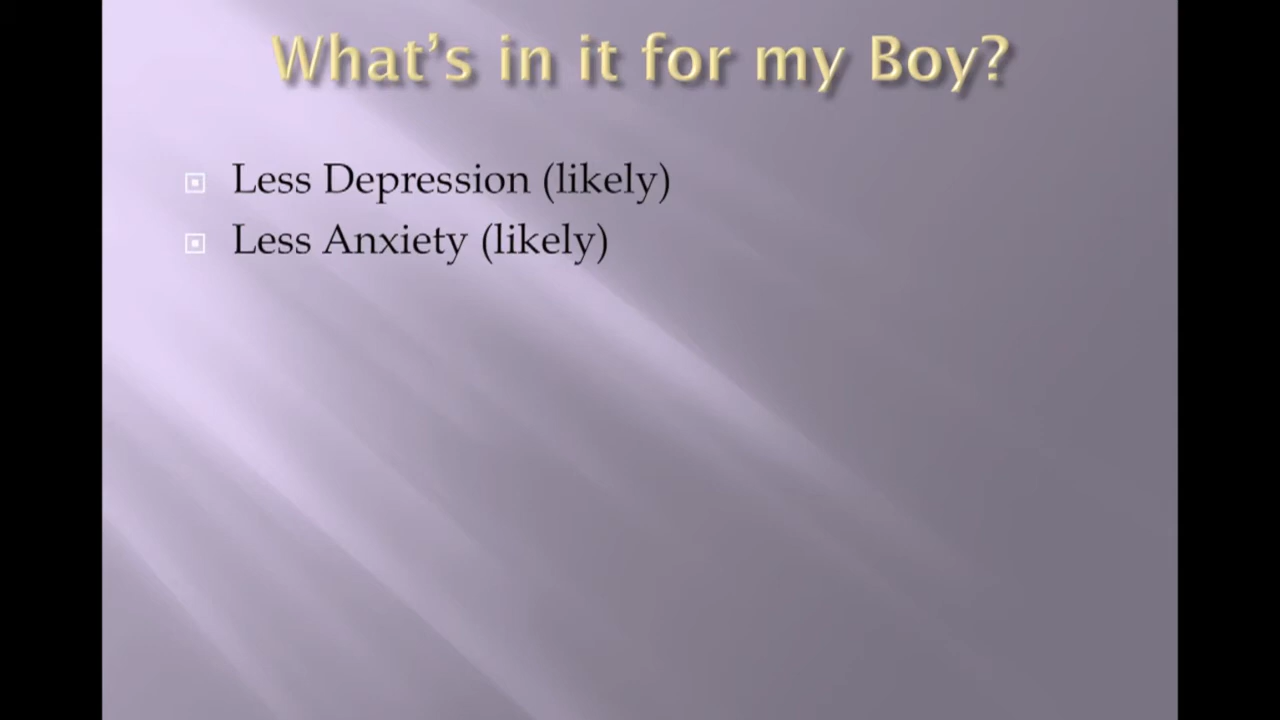 What’s in it for my Boy?
Less Depression (likely)
Less Anxiety (likely)